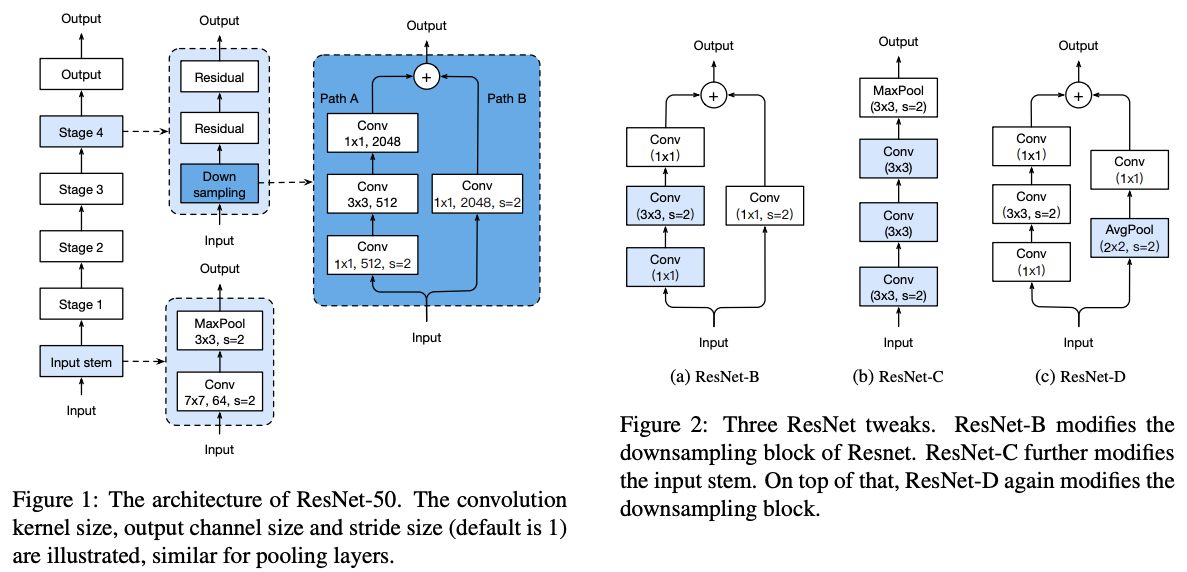 Output
Output
Stage 4
Stage 3
Stage 2
Stage 1
Input stem
Input
Output
Residual
Residual
Down
sampling
Input
Output
MaxPool
3x3, s=2
Conv
7x7, 64, s=2
Input
Output
+
Path A
Path B
Conv
1x1, 2048
Conv
3x3, 512
Conv
1x1, 2048, s=2
Conv
1x1, 512, s=2
Input
Figure 1: The architecture of ResNet-50. The convolution
kernel size, output channel size and stride size (default is 1)
are illustrated, similar for pooling layers.
Output
+
Conv
(1x1)
Conv
(3x3, s=2)
Conv
(1x1, s=2)
Conv
(1x1)
Input
(a) ResNet-B
Output
MaxPool
(3x3, s=2)
Conv
(3x3)
Conv
(3x3)
Conv
(3x3, s=2)
Input
(b) ResNet-C
Output
+
Conv
(1x1)
Conv
(1x1)
Conv
(3x3, s=2)
AvgPool
(2x2, s=2)
Conv
(1x1)
Input
(c) ResNet-D
Figure 2: Three ResNet tweaks. ResNet-B modifies the
downsampling block of Resnet. ResNet-C further modifies
the input stem. On top of that, ResNet-D again modifies the
downsampling block.